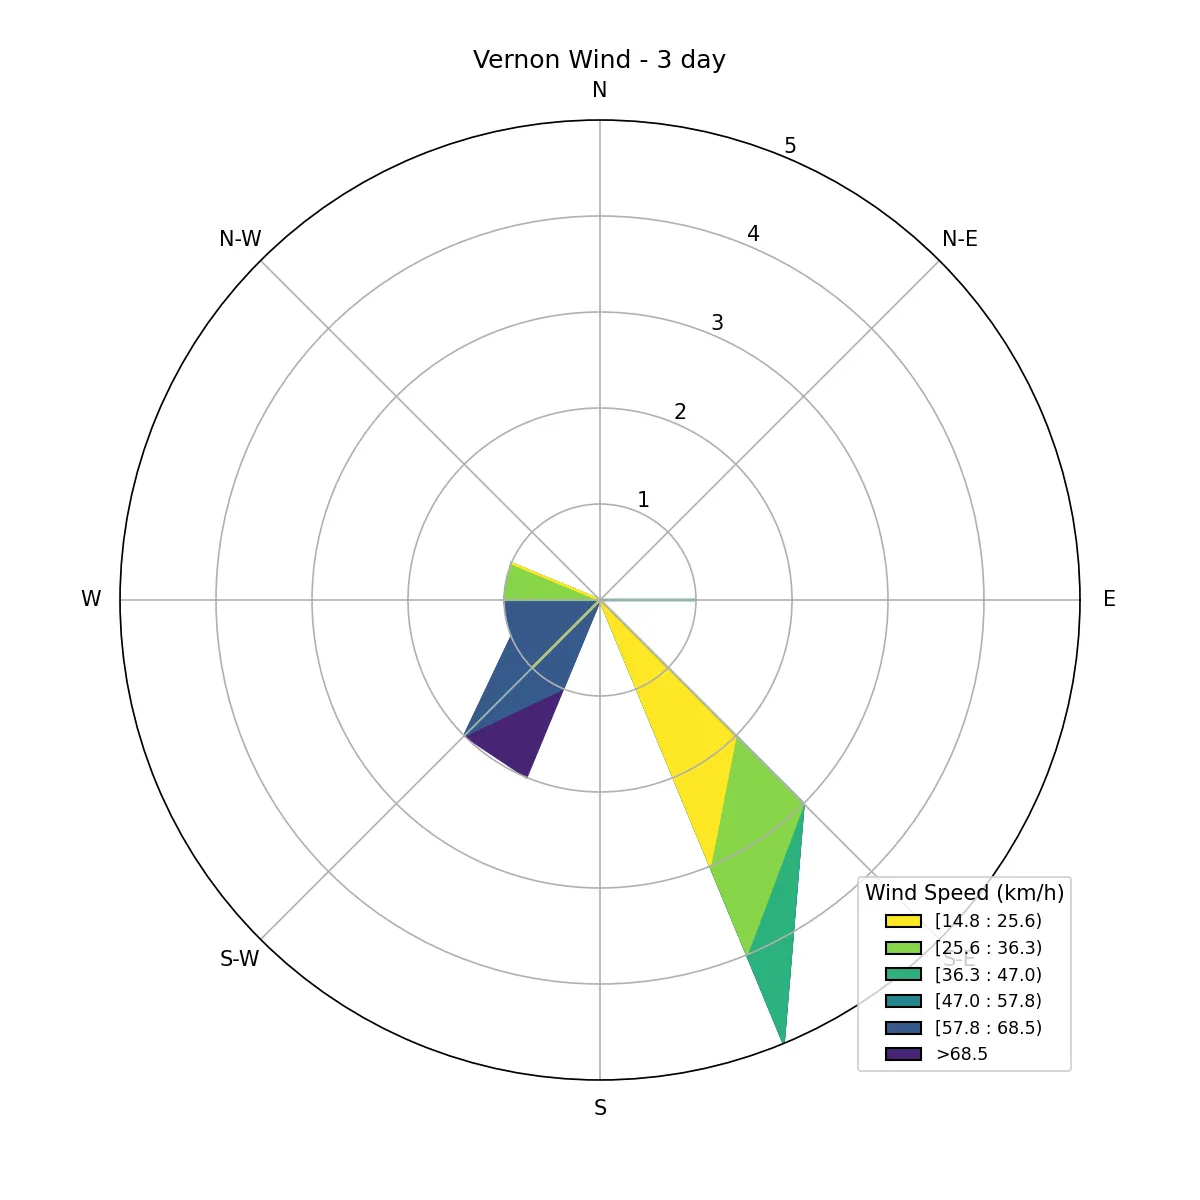 Vernon Wind - 3 day
N
5
N-W
N-E
4
3
2
1
W
E
Wind Speed (km/h)
[14.8 : 25.6)
[25.6 : 36.3)
S-W
S-E
[36.3 : 47.0)
[47.0 : 57.8)
[57.8 : 68.5)
>68.5
S